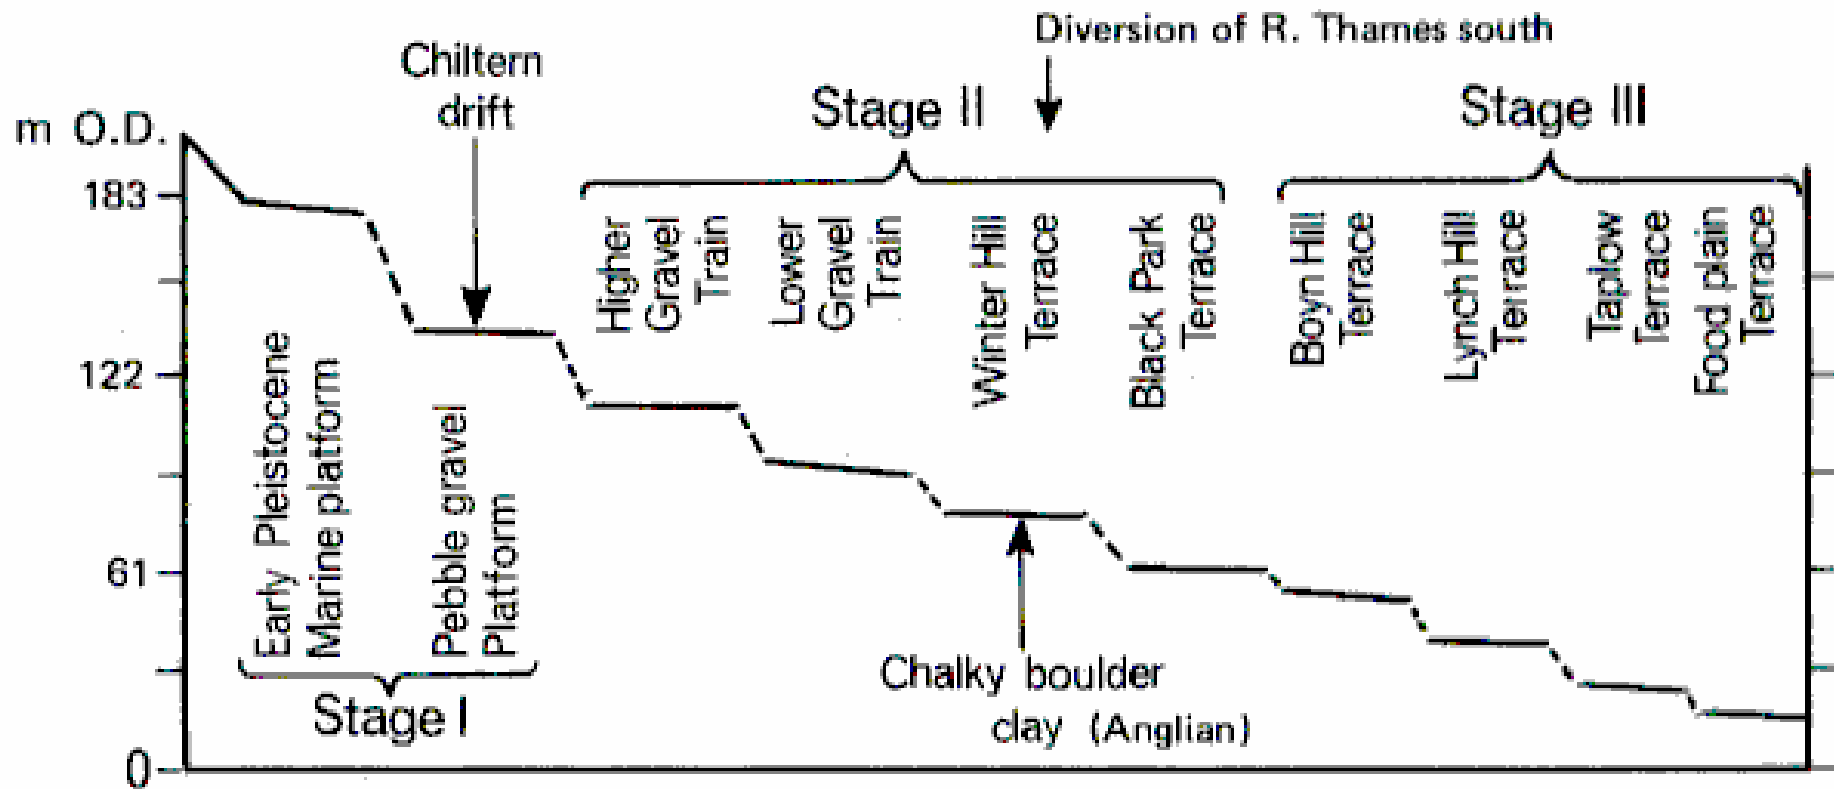 Diversion of R. Thames south
Chiltern
drift
Stage II
Stage III
m O.D.
183
122
61
0
Higher
Gravel
Train
Lower
Gravel
Train
Winter Hill
Terrace
Black Park
Terrace
Boyn Hill
Terrace
Lynch Hill
Terrace
Taplow
Terrace
Food plain
Terrace
Early Pleistocene
Marine platform
Pebble gravel
Platform
Stage I
Chalky boulder
clay (Anglian)